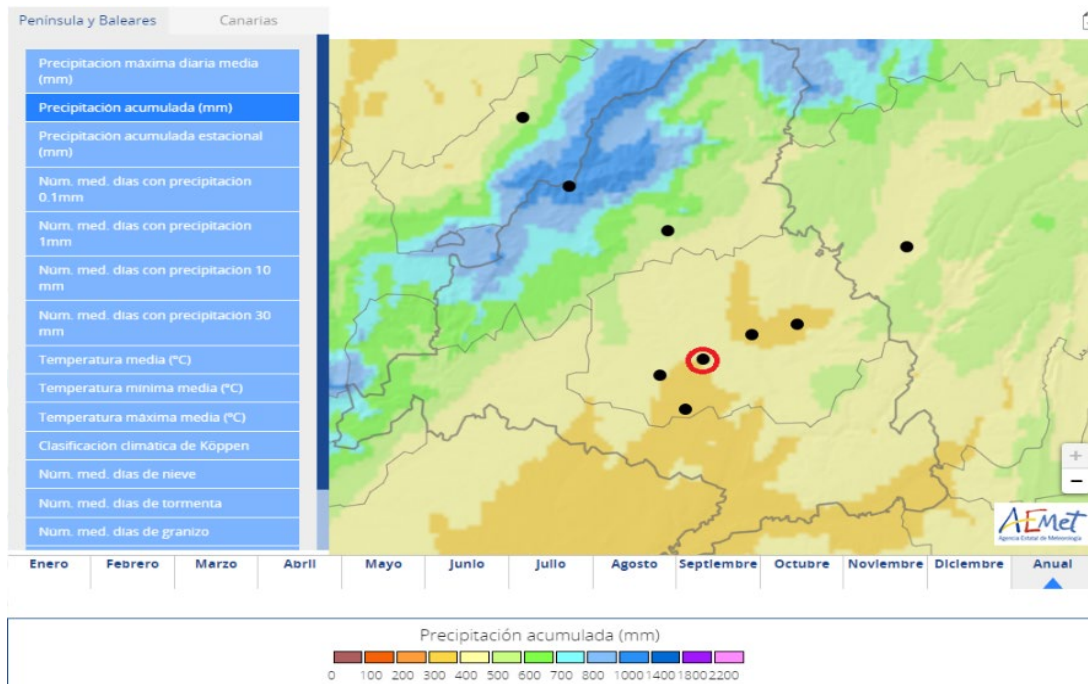 Península y Baleares
Canarias
Precipitacion máxima diaria media
(mm)
Precipitación acumulada (mm)
Precipitación acumulada estacional
(mm)
Núm. med. días con precipitación
0.1mm
Núm. med. días con precipitación
1mm
Núm. med. días con precipitación 10
mm
Núm. med. días con precipitación 30
mm
Temperatura media (ºC)
Temperatura mínima media (ºC)
Temperatura máxima media (ºC)
Clasificación climática de Köppen
Núm. med. días de nieve
Núm. med. días de tormenta
Núm. med. días de granizo
+
−
AEMet
Agencia Estatal de Meteorología
Enero Febrero Marzo Abril Mayo Junio Julio Agosto Septiembre Octubre Noviembre Diciembre Anual
Precipitación acumulada (mm)
0 100 200 300 400 500 600 700 800 1000 1400 1800 2200